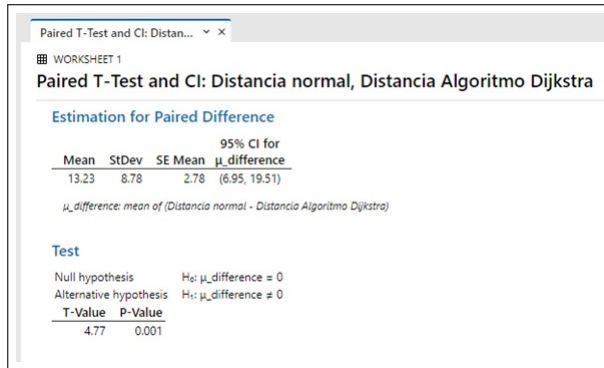 Paired T-Test and CI: Distan...
WORKSHEET 1
Paired T-Test and CI: Distancia normal, Distancia Algoritmo Dijkstra
Estimation for Paired Difference
95% CI for
Mean StDev SE Mean μ_difference
13.23 8.78 2.78 (6.95, 19.51)
μ_difference: mean of (Distancia normal - Distancia Algoritmo Dijkstra)
Test
Null hypothesis H₀: μ_difference = 0
Alternative hypothesis H₁: μ_difference ≠ 0
T-Value P-Value
4.77 0.001